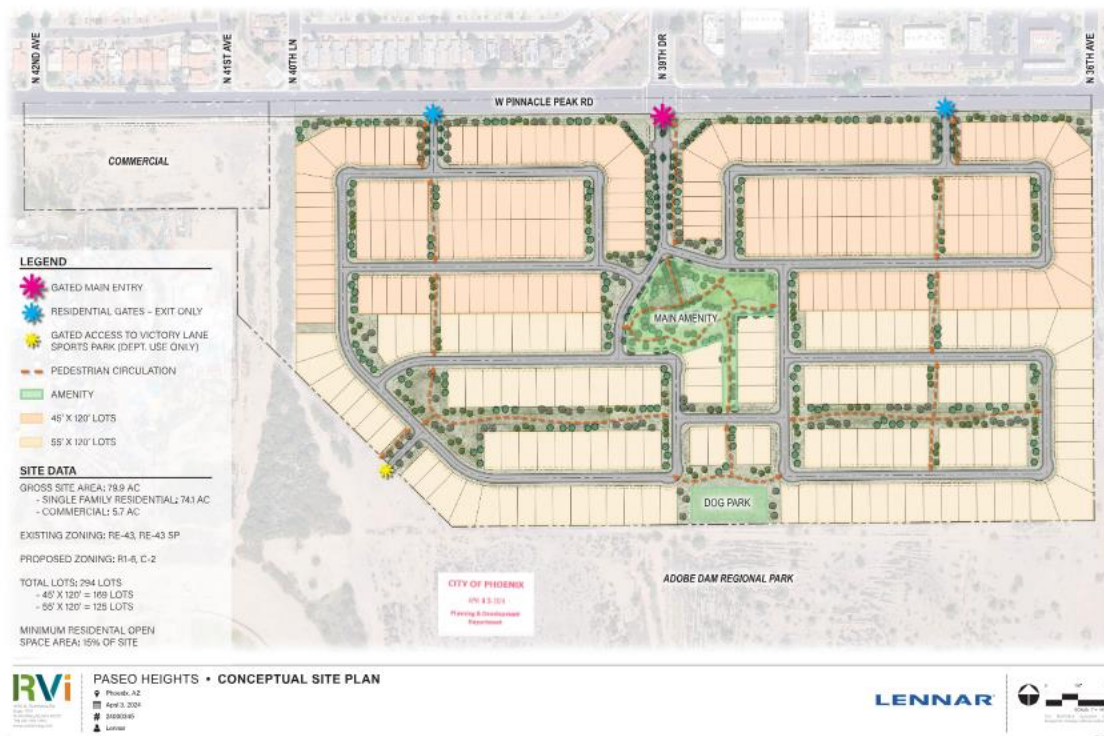 N 42ND AVE
N 41ST AVE
N 40TH LN
N 39TH DR
N 36TH AVE
W PINNACLE PEAK RD
COMMERCIAL
MAIN AMENITY
DOG PARK
ADOBE DAM REGIONAL PARK
LEGEND
GATED MAIN ENTRY
RESIDENTIAL GATES - EXIT ONLY
GATED ACCESS TO VICTORY LANE
SPORTS PARK (DEPT. USE ONLY)
PEDESTRIAN CIRCULATION
AMENITY
45' X 120' LOTS
55' X 120' LOTS
SITE DATA
GROSS SITE AREA: 79.9 AC
- SINGLE FAMILY RESIDENTIAL: 74.1 AC
- COMMERCIAL: 5.7 AC
EXISTING ZONING: RE-43, RE-43 SP
PROPOSED ZONING: R1-6, C-2
TOTAL LOTS: 294 LOTS
- 45' X 120' = 169 LOTS
- 55' X 120' = 125 LOTS
MINIMUM RESIDENTAL OPEN
SPACE AREA: 15% OF SITE
CITY OF PHOENIX
Planning & Development
Department
RVi
PASEO HEIGHTS • CONCEPTUAL SITE PLAN
Phoenix, AZ
April 3, 2024
Lennar
LENNAR